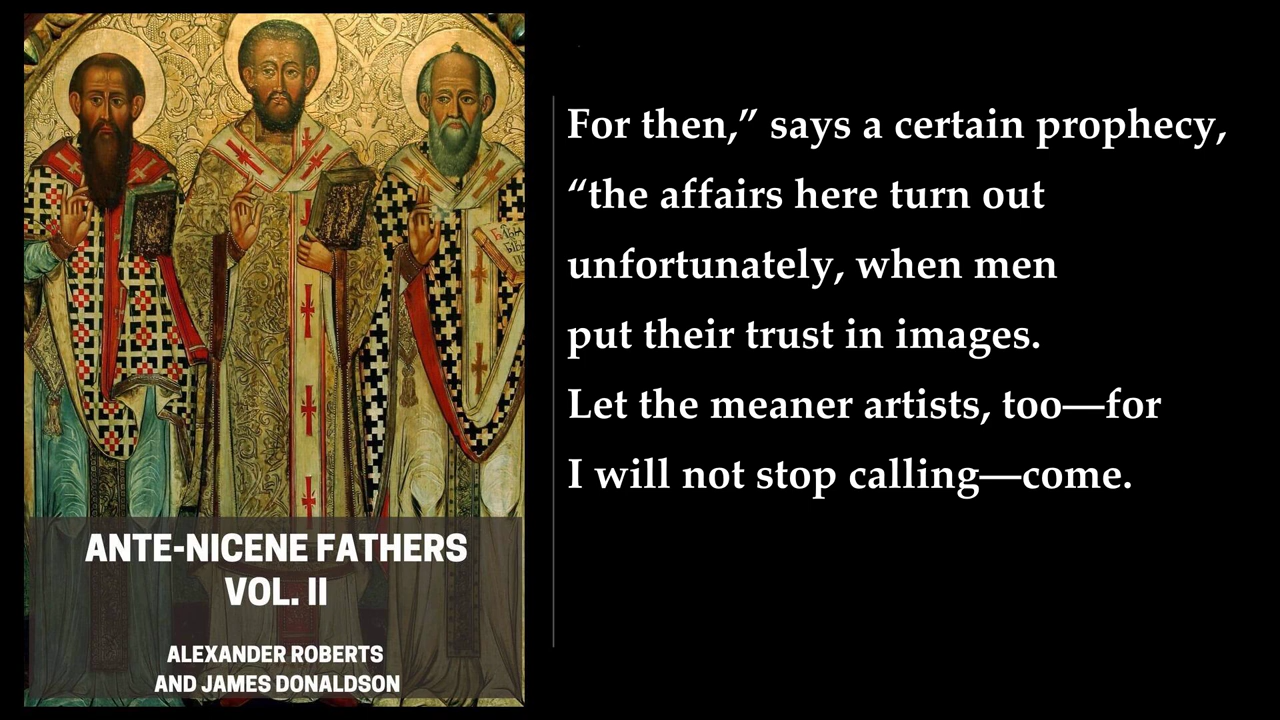 For then,” says a certain prophecy,
“the affairs here turn out
unfortunately, when men
put their trust in images.
Let the meaner artists, too—for
I will not stop calling—come.
ANTE-NICENE FATHERS
VOL. II
ALEXANDER ROBERTS
AND JAMES DONALDSON